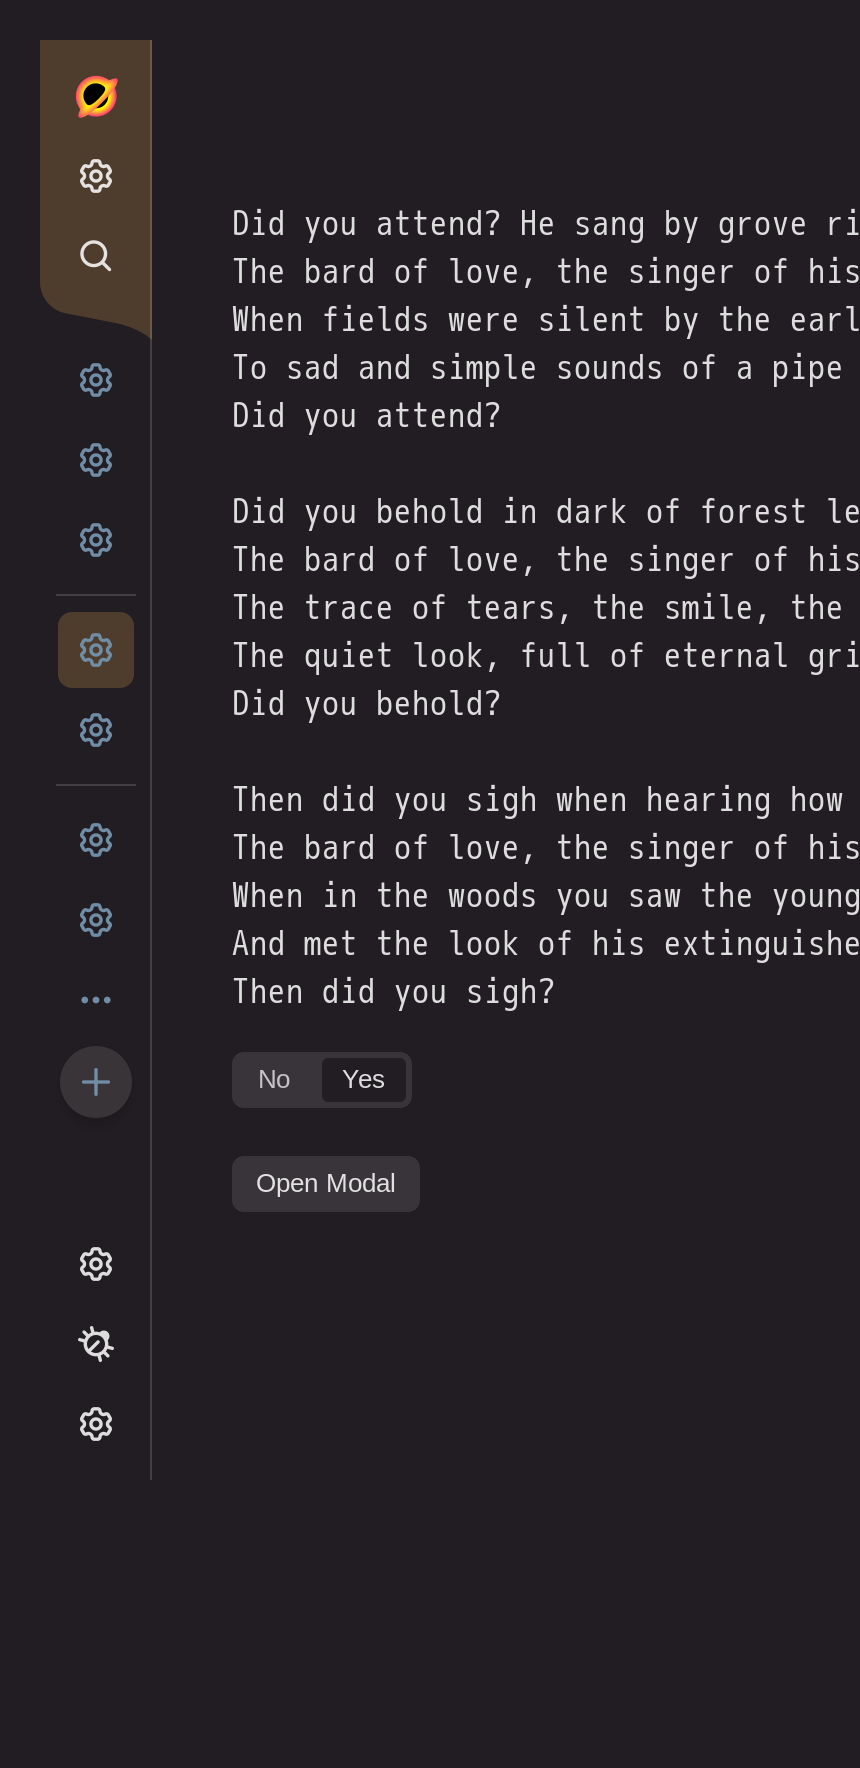 Did you attend? He sang by grove ri
The bard of love, the singer of his
When fields were silent by the earl
To sad and simple sounds of a pipe
Did you attend?
Did you behold in dark of forest le
The bard of love, the singer of his
The trace of tears, the smile, the
The quiet look, full of eternal gri
Did you behold?
Then did you sigh when hearing how
The bard of love, the singer of his
When in the woods you saw the young
And met the look of his extinguishe
Then did you sigh?
No Yes
Open Modal